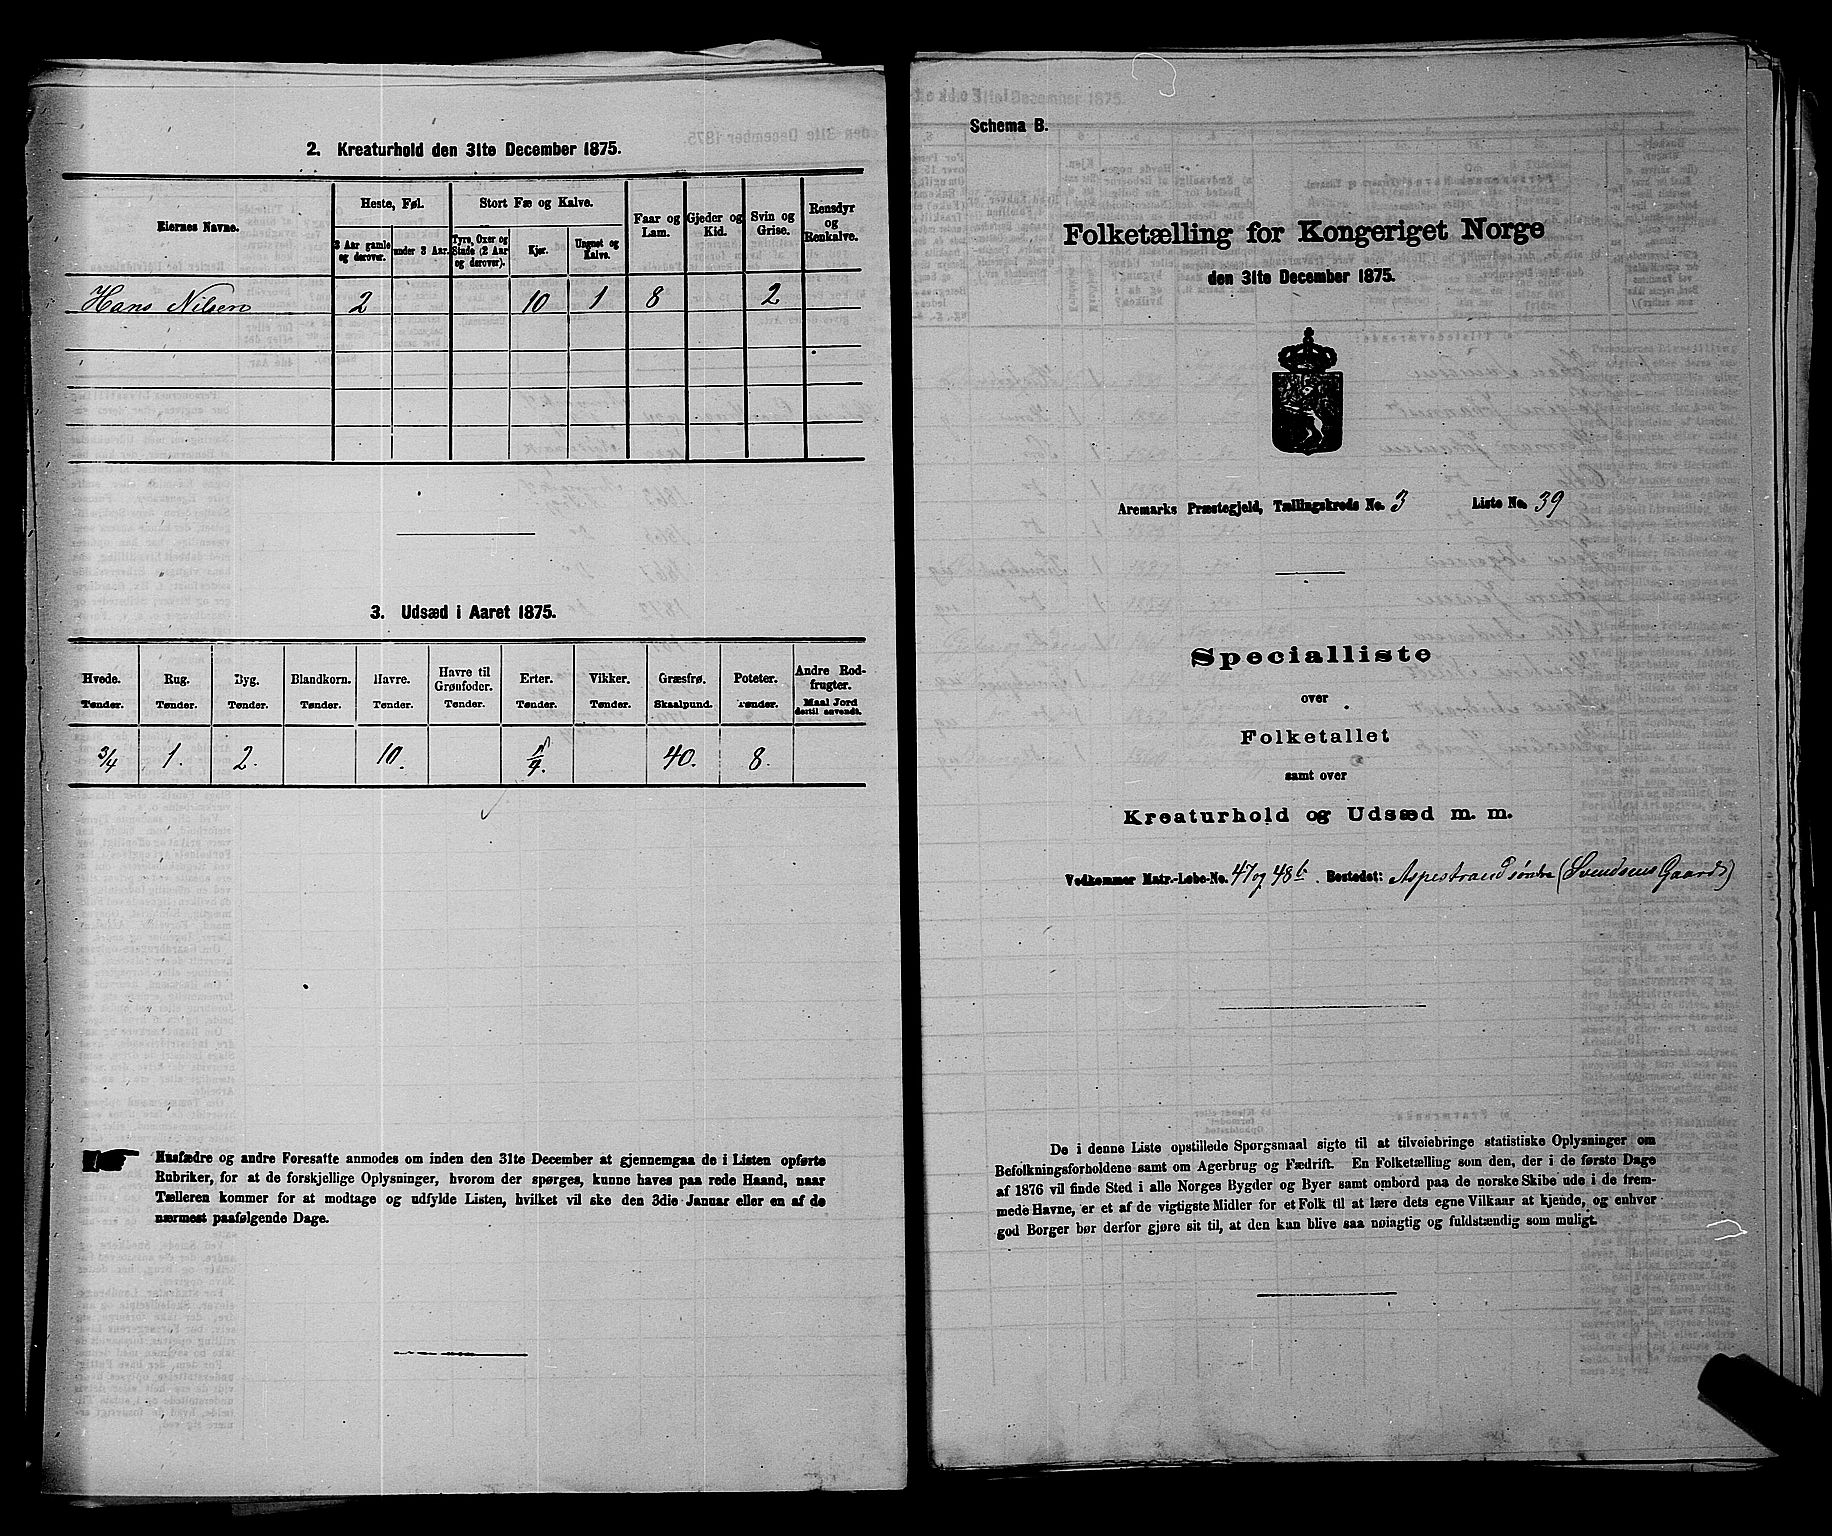 2. Kreaturhold den 31te December 1875.
Eiernes Navne.
Heste, Føl.
Stort Fæ og Kalve.
Faar og Lam.
Gjeder og Kid.
Svin og Grise.
Rensdyr og Renkalve.
3 Aar gamle og derover.
under 3 Aar.
Tyre, Oxer og Stude (2 Aar og derover).
Kjør.
Ungnøt og Kalve.
Hans Nilsen 2 10 1 8 2
3. Udsæd i Aaret 1875.
Hvede. Rug. Byg. Blandkorn. Havre. Havre til Grønfoder. Erter. Vikker. Græsfrø. Poteter. Andre Rodfrugter.
Tønder. Tønder. Tønder. Tønder. Tønder. Tønder. Tønder. Tønder. Skaalpund. Tønder. Maal Jord dertil anvendt.
3/4 1. 2. 10. 40. 8.
Husfædre og andre Foresatte anmodes om inden den 31te December at gjennemgaa de i Listen opførte
Rubriker, for at de forskjellige Oplysninger, hvorom der spørges, kunne haves paa rede Haand, naar
Tælleren kommer for at modtage og udfylde Listen, hvilket vil ske den 3die Januar eller en af de
nærmest paafølgende Dage.
Schema B.
Folketælling for Kongeriget Norge
den 31te December 1875.
Aremarks Præstegjeld, Tællingskreds No. 3 Liste No. 39
Specialliste
over
Folketallet
samt over
Kreaturhold og Udsæd m. m.
Vedkommer Matr.-Løbe-No. 47 og 48b. Bostedet: Aspestrand søndre (Svendsens Gaard)
De i denne Liste opstillede Spørgsmaal sigte til at tilveiebringe statistiske Oplysninger om
Befolkningsforholdene samt om Agerbrug og Fædrift. En Folketælling som den, der i de første Dage
af 1876 vil finde Sted i alle Norges Bygder og Byer samt ombord paa de norske Skibe ude i de frem-
mede Havne, er et af de vigtigste Midler for et Folk til at lære dets egne Vilkaar at kjende, og enhver
god Borger bør derfor gjøre sit til, at den kan blive saa nøiagtig og fuldstændig som muligt.